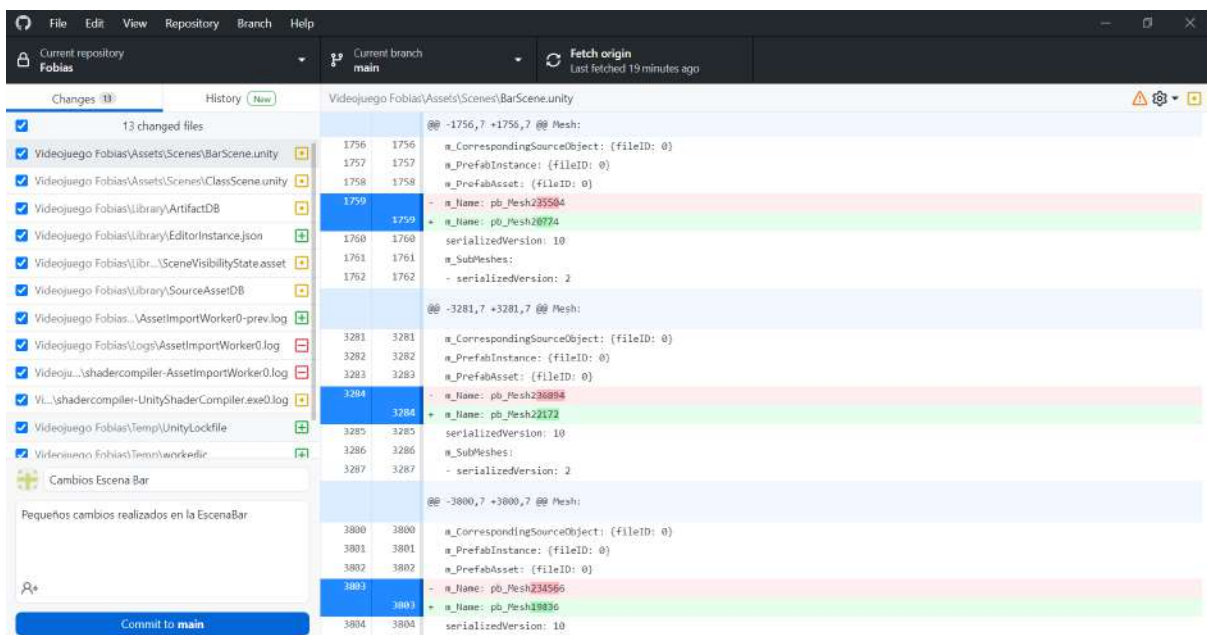 File Edit View Repository Branch Help
Current repository
Fobias
Current branch
main
Fetch origin
Last fetched 19 minutes ago
Changes 13
History New
13 changed files
Videojuego Fobias\Assets\Scenes\BarScene.unity
Videojuego Fobias\Assets\Scenes\ClassScene.unity
Videojuego Fobias\Library\ArtifactDB
Videojuego Fobias\Library\EditorInstance.json
Videojuego Fobias\Libr...\SceneVisibilityState.asset
Videojuego Fobias\Library\SourceAssetDB
Videojuego Fobias...\AssetImportWorker0-prev.log
Videojuego Fobias\Logs\AssetImportWorker0.log
Videoju...\shadercompiler-AssetImportWorker0.log
Vi...\shadercompiler-UnityShaderCompiler.exe0.log
Videojuego Fobias\Temp\UnityLockfile
Videojuego Fobias\Temp\workerlic
Cambios Escena Bar
Pequeños cambios realizados en la EscenaBar
Commit to main
Videojuego Fobias\Assets\Scenes\BarScene.unity
@@ -1756,7 +1756,7 @@ Mesh:
1756 1756 m_CorrespondingSourceObject: {fileID: 0}
1757 1757 m_PrefabInstance: {fileID: 0}
1758 1758 m_PrefabAsset: {fileID: 0}
1759 - m_Name: pb_Mesh235504
1759 + m_Name: pb_Mesh20774
1760 1760 serializedVersion: 10
1761 1761 m_SubMeshes:
1762 1762 - serializedVersion: 2
@@ -3281,7 +3281,7 @@ Mesh:
3281 3281 m_CorrespondingSourceObject: {fileID: 0}
3282 3282 m_PrefabInstance: {fileID: 0}
3283 3283 m_PrefabAsset: {fileID: 0}
3284 - m_Name: pb_Mesh236894
3284 + m_Name: pb_Mesh22172
3285 3285 serializedVersion: 10
3286 3286 m_SubMeshes:
3287 3287 - serializedVersion: 2
@@ -3800,7 +3800,7 @@ Mesh:
3800 3800 m_CorrespondingSourceObject: {fileID: 0}
3801 3801 m_PrefabInstance: {fileID: 0}
3802 3802 m_PrefabAsset: {fileID: 0}
3803 - m_Name: pb_Mesh234566
3803 + m_Name: pb_Mesh19836
3804 3804 serializedVersion: 10